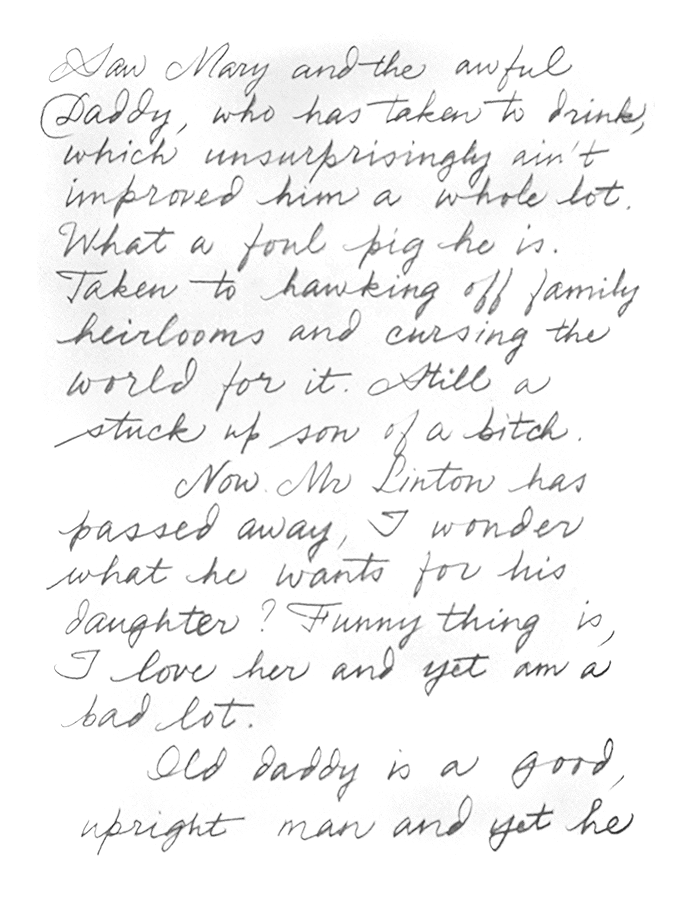 Saw Mary and the awful
Daddy, who has taken to drink,
which unsurprisingly ain't
improved him a whole lot.
What a foul pig he is.
Taken to hawking off family
heirlooms and cursing the
world for it. Still a
stuck up son of a bitch.
Now Mr Linton has
passed away, I wonder
what he wants for his
daughter? Funny thing is,
I love her and yet am a
bad lot.
Old daddy is a good,
upright man and yet he